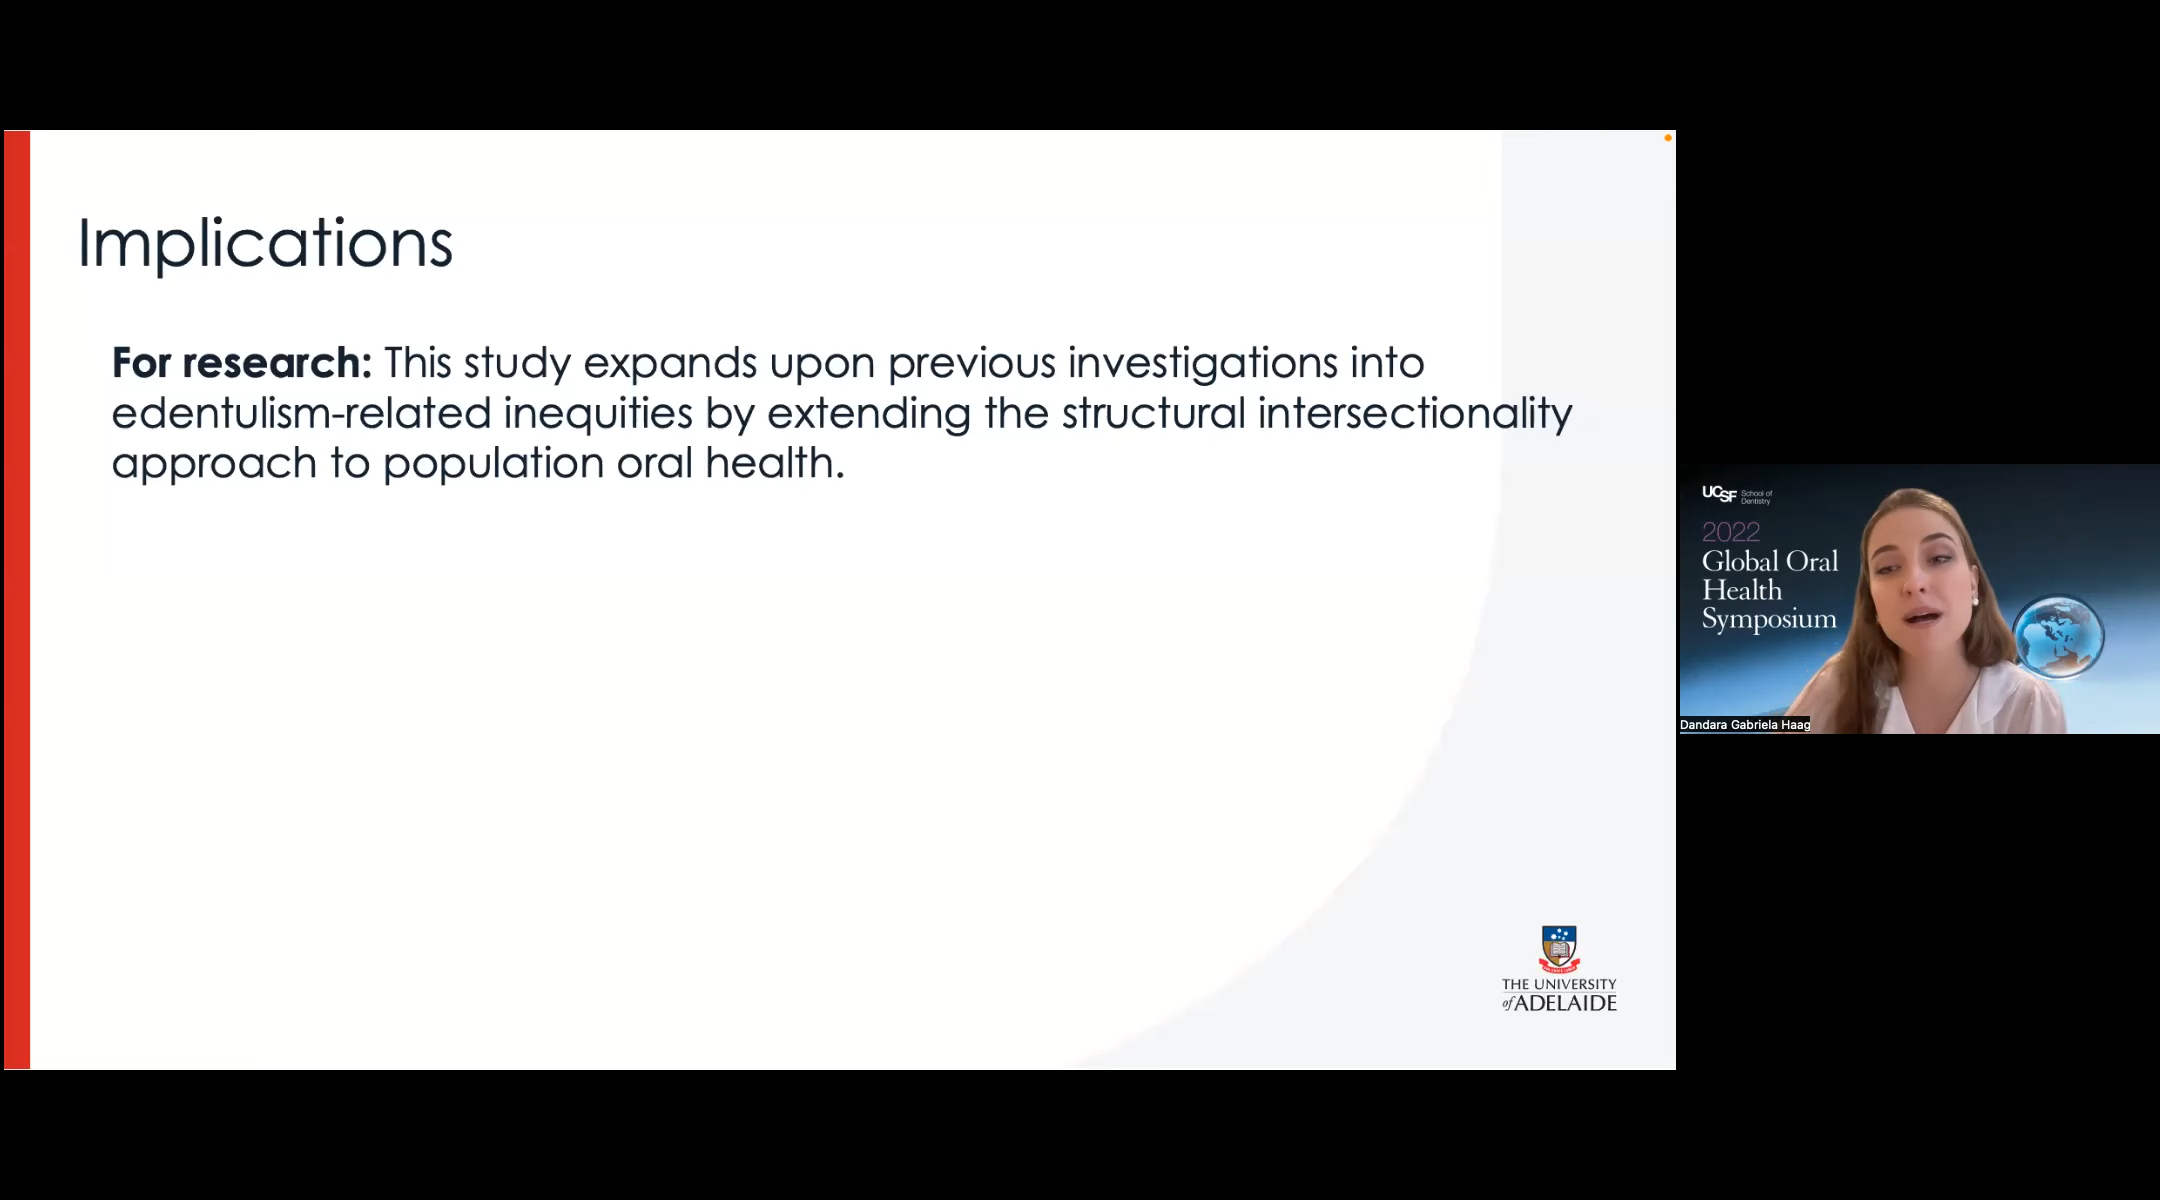 Implications
For research: This study expands upon previous investigations into
edentulism-related inequities by extending the structural intersectionality
approach to population oral health.
THE UNIVERSITY
of ADELAIDE
UCSF School of
Dentistry
2022
Global Oral
Health
Symposium
Dandara Gabriela Haag